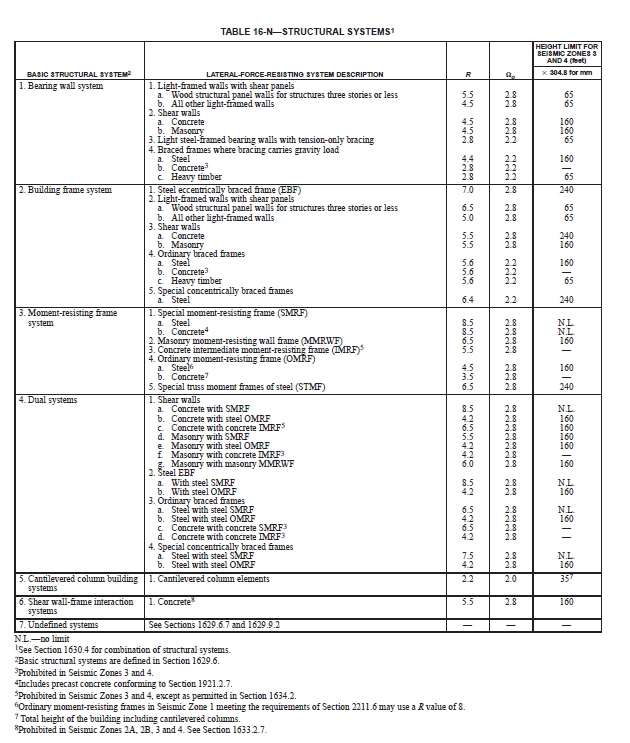 TABLE 16-N—STRUCTURAL SYSTEMS¹
BASIC STRUCTURAL SYSTEM² LATERAL-FORCE-RESISTING SYSTEM DESCRIPTION R Ωₒ HEIGHT LIMIT FOR SEISMIC ZONES 3 AND 4 (feet)
× 304.8 for mm
1. Bearing wall system 1. Light-framed walls with shear panels
a. Wood structural panel walls for structures three stories or less 5.5 2.8 65
b. All other light-framed walls 4.5 2.8 65
2. Shear walls
a. Concrete 4.5 2.8 160
b. Masonry 4.5 2.8 160
3. Light steel-framed bearing walls with tension-only bracing 2.8 2.2 65
4. Braced frames where bracing carries gravity load
a. Steel 4.4 2.2 160
b. Concrete³ 2.8 2.2 —
c. Heavy timber 2.8 2.2 65
2. Building frame system 1. Steel eccentrically braced frame (EBF) 7.0 2.8 240
2. Light-framed walls with shear panels
a. Wood structural panel walls for structures three stories or less 6.5 2.8 65
b. All other light-framed walls 5.0 2.8 65
3. Shear walls
a. Concrete 5.5 2.8 240
b. Masonry 5.5 2.8 160
4. Ordinary braced frames
a. Steel 5.6 2.2 160
b. Concrete³ 5.6 2.2 —
c. Heavy timber 5.6 2.2 65
5. Special concentrically braced frames
a. Steel 6.4 2.2 240
3. Moment-resisting frame system 1. Special moment-resisting frame (SMRF)
a. Steel 8.5 2.8 N.L.
b. Concrete⁴ 8.5 2.8 N.L.
2. Masonry moment-resisting wall frame (MMRWF) 6.5 2.8 160
3. Concrete intermediate moment-resisting frame (IMRF)⁵ 5.5 2.8 —
4. Ordinary moment-resisting frame (OMRF)
a. Steel⁶ 4.5 2.8 160
b. Concrete⁷ 3.5 2.8 —
5. Special truss moment frames of steel (STMF) 6.5 2.8 240
4. Dual systems 1. Shear walls
a. Concrete with SMRF 8.5 2.8 N.L.
b. Concrete with steel OMRF 4.2 2.8 160
c. Concrete with concrete IMRF⁵ 6.5 2.8 160
d. Masonry with SMRF 5.5 2.8 160
e. Masonry with steel OMRF 4.2 2.8 160
f. Masonry with concrete IMRF³ 4.2 2.8 —
g. Masonry with masonry MMRWF 6.0 2.8 160
2. Steel EBF
a. With steel SMRF 8.5 2.8 N.L.
b. With steel OMRF 4.2 2.8 160
3. Ordinary braced frames
a. Steel with steel SMRF 6.5 2.8 N.L.
b. Steel with steel OMRF 4.2 2.8 160
c. Concrete with concrete SMRF³ 6.5 2.8 —
d. Concrete with concrete IMRF³ 4.2 2.8 —
4. Special concentrically braced frames
a. Steel with steel SMRF 7.5 2.8 N.L.
b. Steel with steel OMRF 4.2 2.8 160
5. Cantilevered column building systems 1. Cantilevered column elements 2.2 2.0 35⁷
6. Shear wall-frame interaction systems 1. Concrete⁸ 5.5 2.8 160
7. Undefined systems See Sections 1629.6.7 and 1629.9.2 — — —
N.L.—no limit
¹See Section 1630.4 for combination of structural systems.
²Basic structural systems are defined in Section 1629.6.
³Prohibited in Seismic Zones 3 and 4.
⁴Includes precast concrete conforming to Section 1921.2.7.
⁵Prohibited in Seismic Zones 3 and 4, except as permitted in Section 1634.2.
⁶Ordinary moment-resisting frames in Seismic Zone 1 meeting the requirements of Section 2211.6 may use a R value of 8.
⁷ Total height of the building including cantilevered columns.
⁸Prohibited in Seismic Zones 2A, 2B, 3 and 4. See Section 1633.2.7.